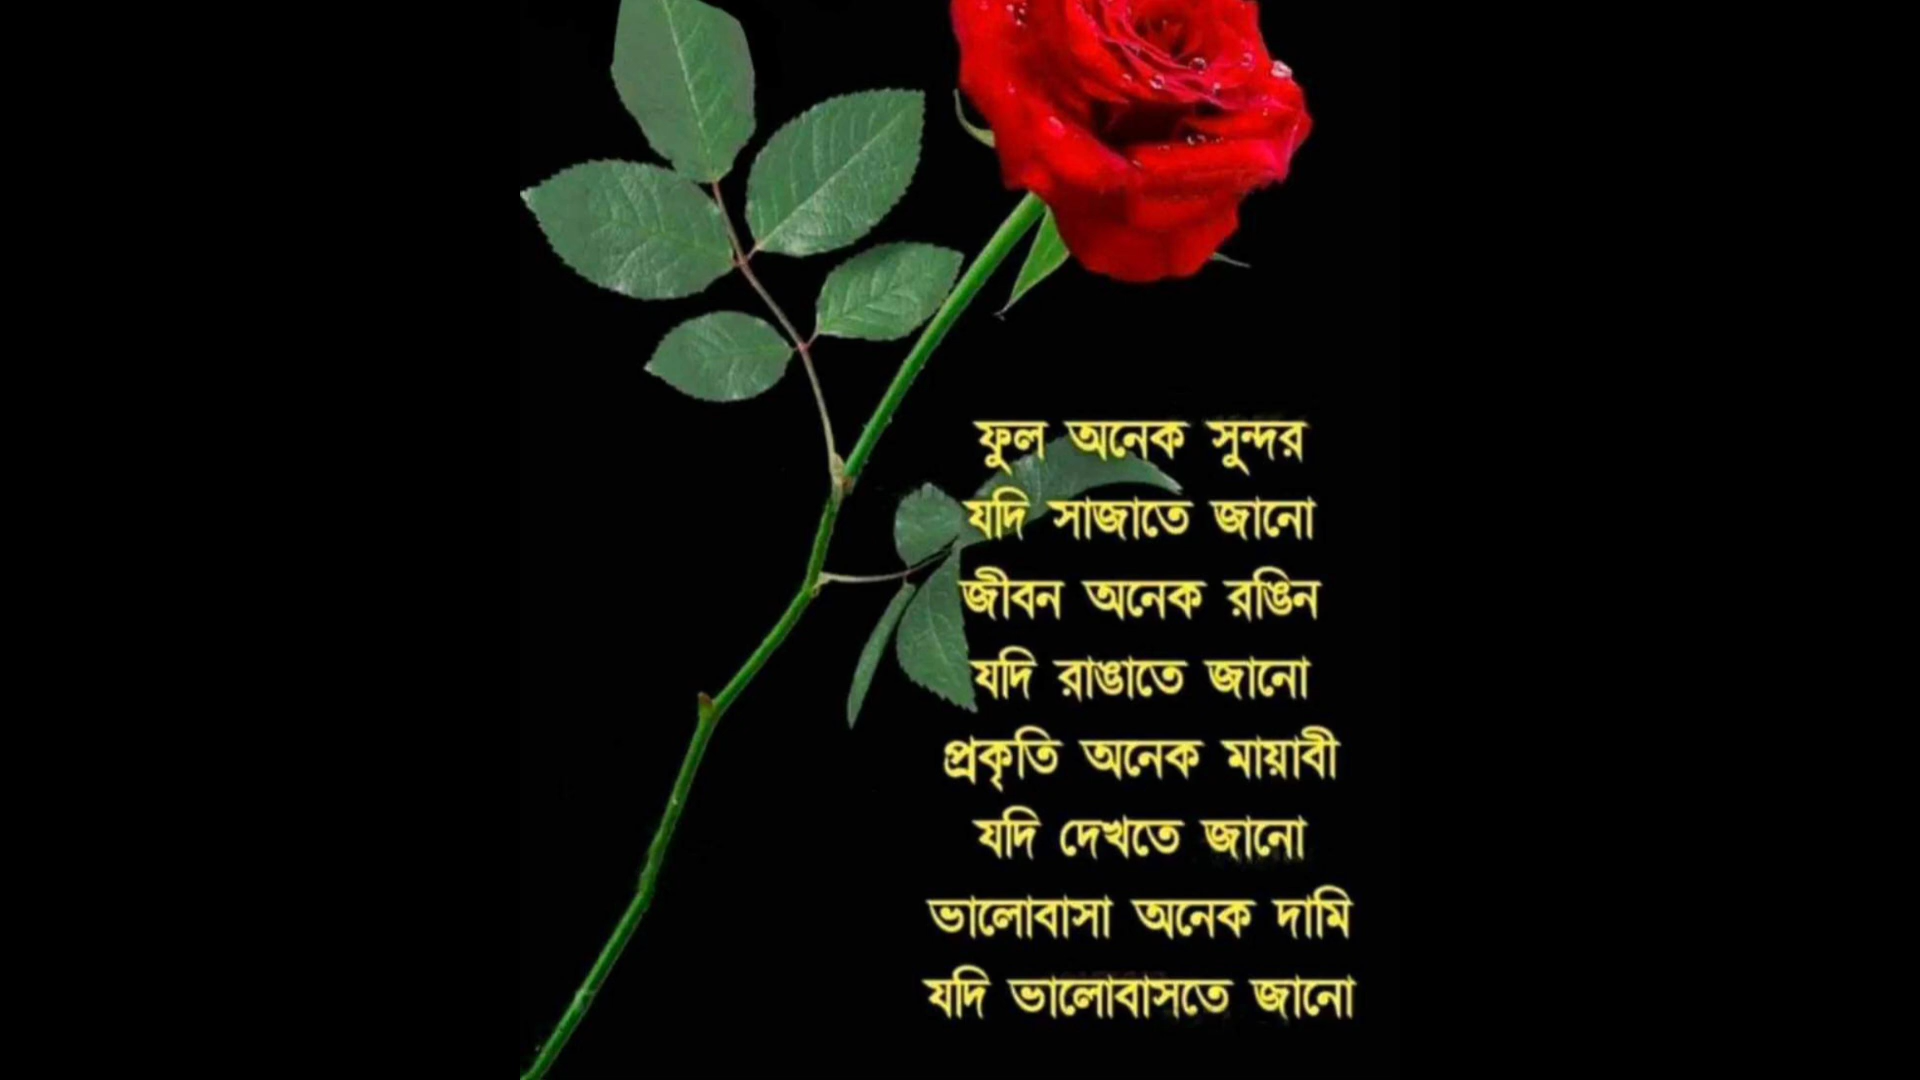 ফুল অনেক সুন্দর
যদি সাজাতে জানো
জীবন অনেক রঙিন
যদি রাঙাতে জানো
প্রকৃতি অনেক মায়াবী
যদি দেখতে জানো
ভালোবাসা অনেক দামি
যদি ভালোবাসতে জানো